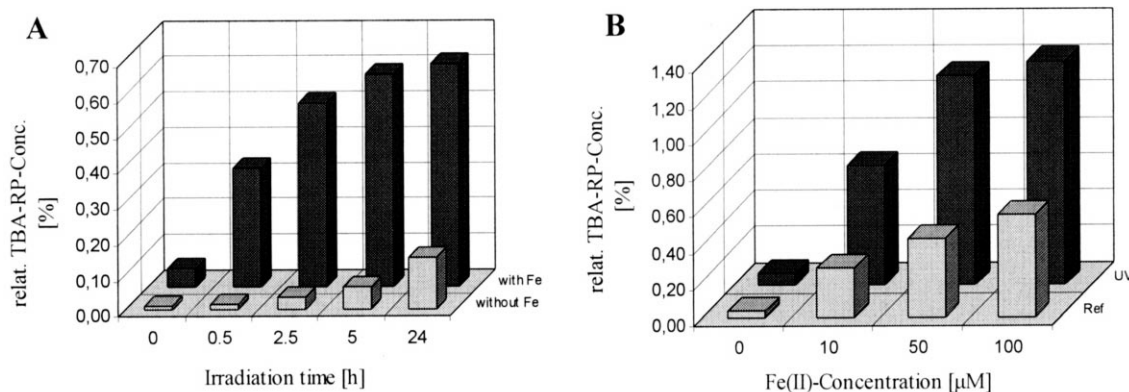 A
relat. TBA-RP-Conc.
[%]
0,70
0,60
0,50
0,40
0,30
0,20
0,10
0,00
0
0.5
2.5
5
24
with Fe
without Fe
Irradiation time [h]
B
relat. TBA-RP-Conc.
[%]
1,40
1,20
1,00
0,80
0,60
0,40
0,20
0,00
0
10
50
100
UV
Ref
Fe(II)-Concentration [µM]